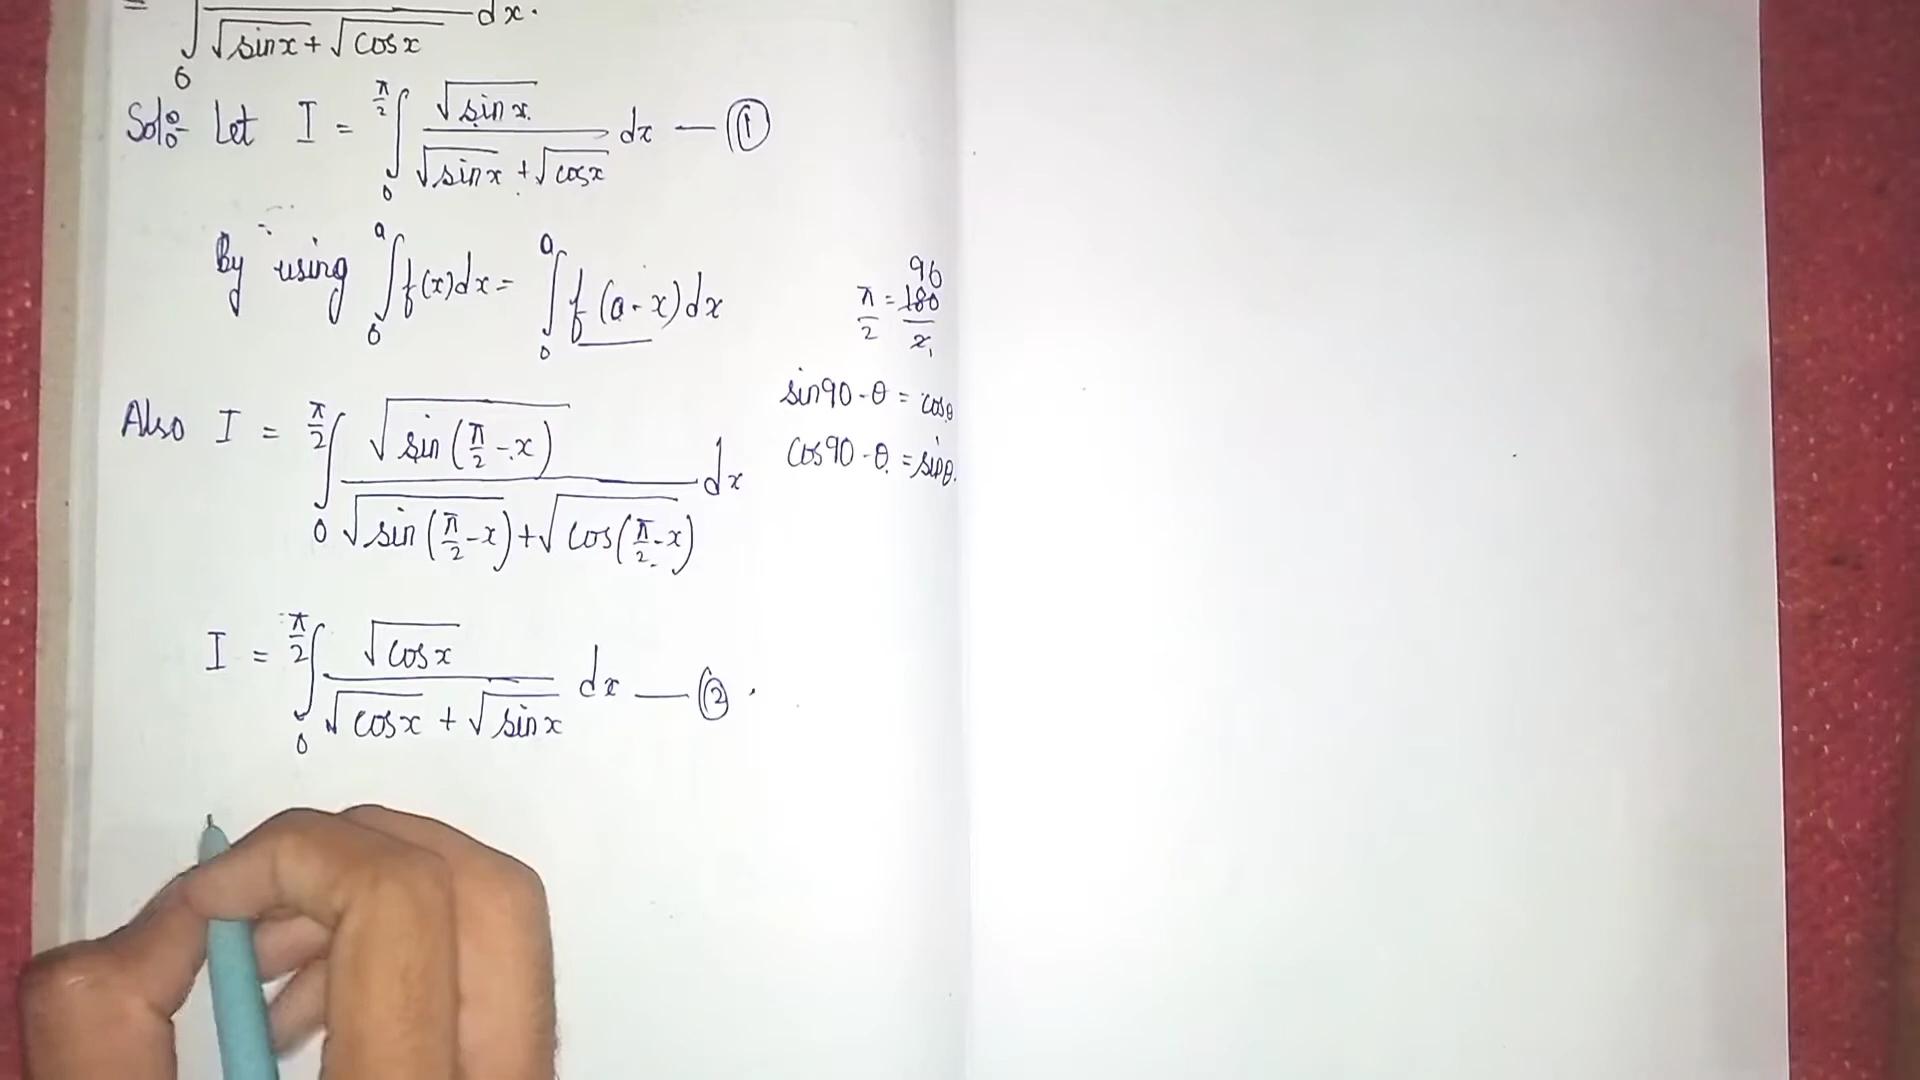 = ∫ dx.
0 √sinx + √cosx
Sol:- Let I = ∫₀^(π/2) √sinx / (√sinx + √cosx) dx — ①
By using ∫₀^a f(x)dx = ∫₀^a f(a-x)dx
π/2 = 180/2 90 1
Also I = ∫₀^(π/2) √sin(π/2 - x) / (√sin(π/2 - x) + √cos(π/2 - x)) dx
sin90-θ = cosθ
cos90-θ = sinθ.
I = ∫₀^(π/2) √cosx / (√cosx + √sinx) dx — ②.